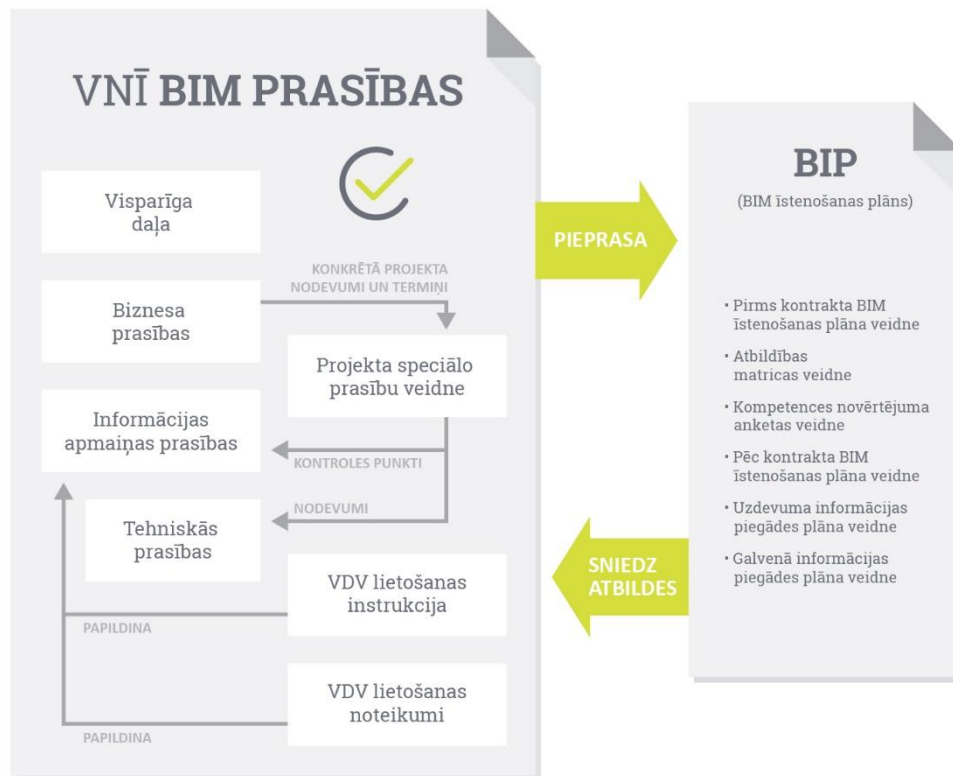 VNĪ BIM PRASĪBAS
Visparīga
daļa
KONKRĒTĀ PROJEKTA
NODEVUMI UN TERMIŅI
Biznesa
prasības
Projekta speciālo
prasību veidne
Informācijas
apmaiņas prasības
KONTROLES PUNKTI
NODEVUMI
Tehniskās
prasības
VDV lietošanas
instrukcija
PAPILDINA
VDV lietošanas
noteikumi
PAPILDINA
PIEPRASA
SNIEDZ
ATBILDES
BIP
(BIM īstenošanas plāns)
• Pirms kontrakta BIM
īstenošanas plāna veidne
• Atbildības
matricas veidne
• Kompetences novērtējuma
anketas veidne
• Pēc kontrakta BIM
īstenošanas plāna veidne
• Uzdevuma informācijas
piegādes plāna veidne
• Galvenā informācijas
piegādes plāna veidne